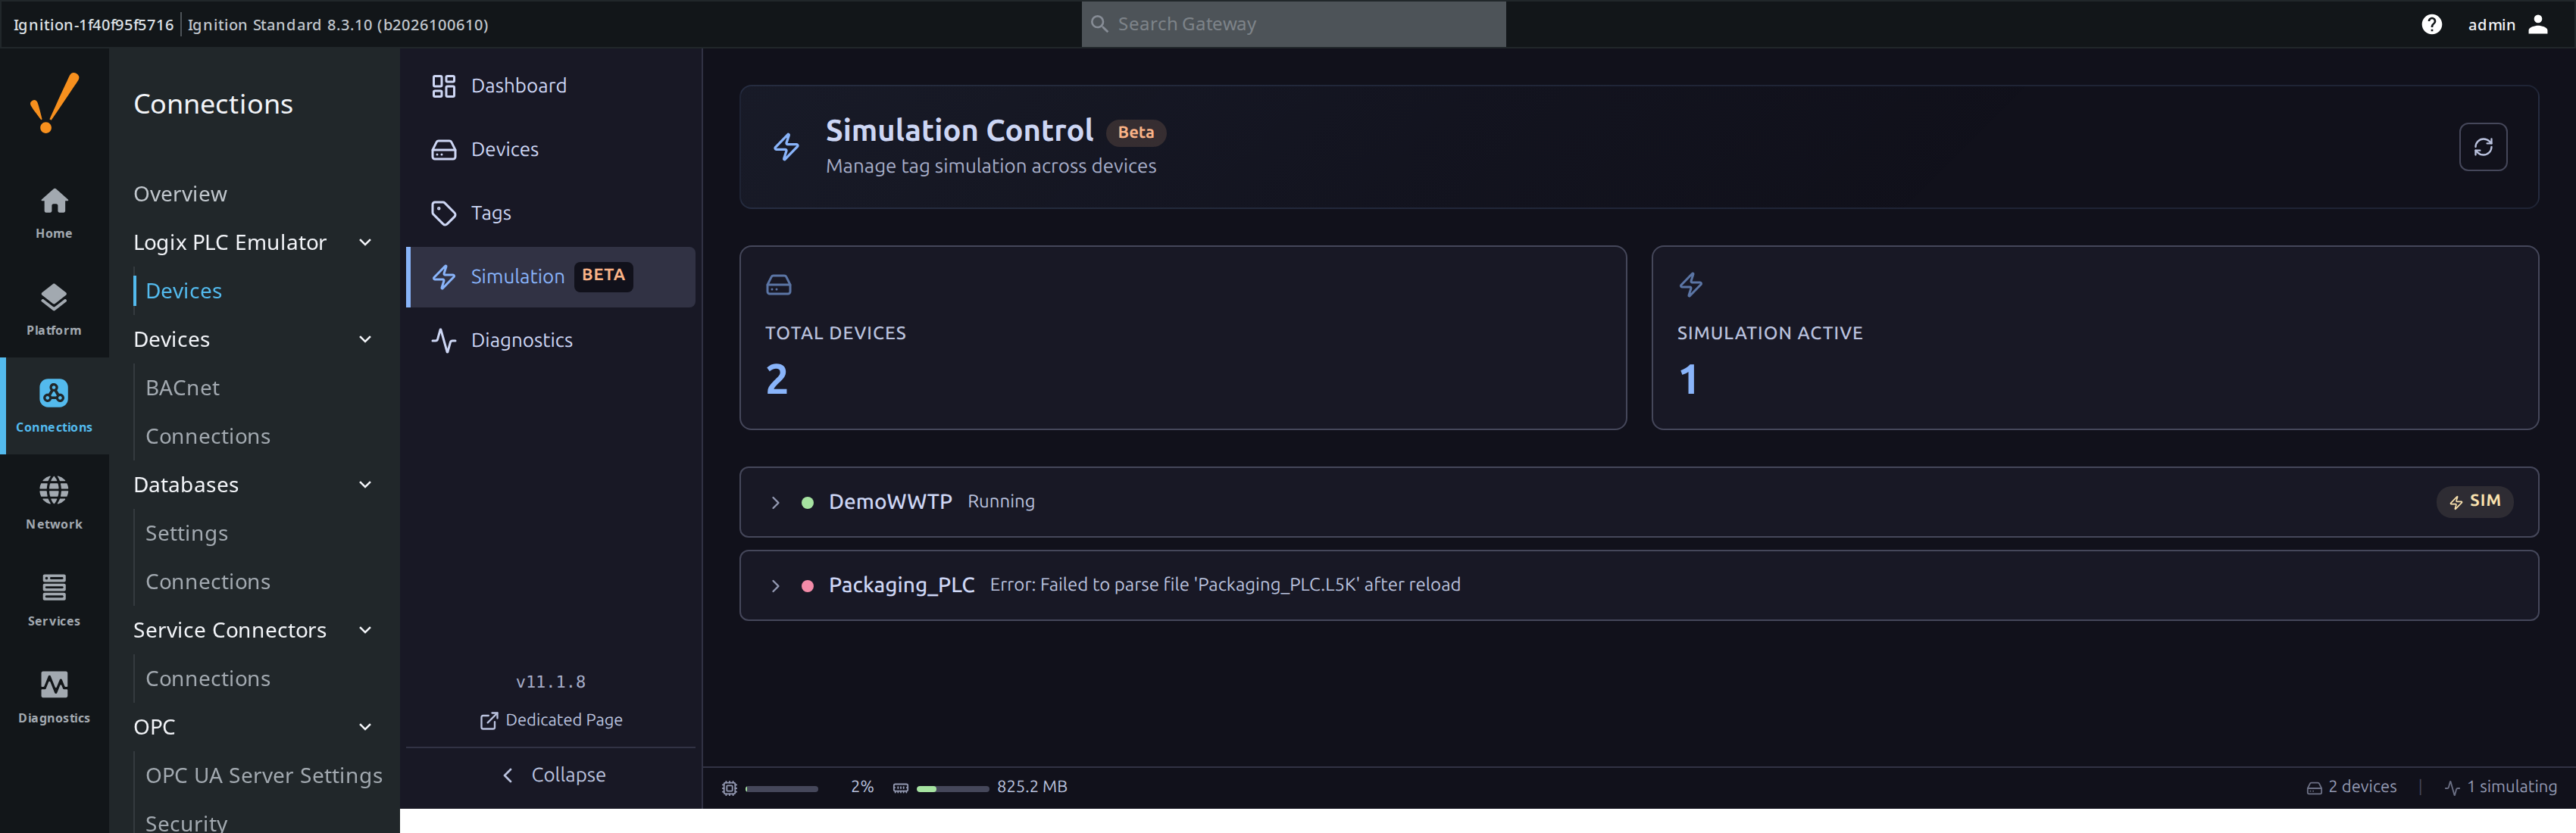 Ignition-1f40f95f5716 | Ignition Standard 8.3.10 (b2026100610)
Search Gateway
admin
Home
Platform
Connections
Network
Services
Diagnostics
Connections
Overview
Logix PLC Emulator
Devices
Devices
BACnet
Connections
Databases
Settings
Connections
Service Connectors
Connections
OPC
OPC UA Server Settings
Security
Dashboard
Devices
Tags
Simulation BETA
Diagnostics
v11.1.8
Dedicated Page
Collapse
Simulation Control Beta
Manage tag simulation across devices
TOTAL DEVICES
2
SIMULATION ACTIVE
1
DemoWWTP Running SIM
Packaging_PLC Error: Failed to parse file 'Packaging_PLC.L5K' after reload
2% 825.2 MB
2 devices | 1 simulating